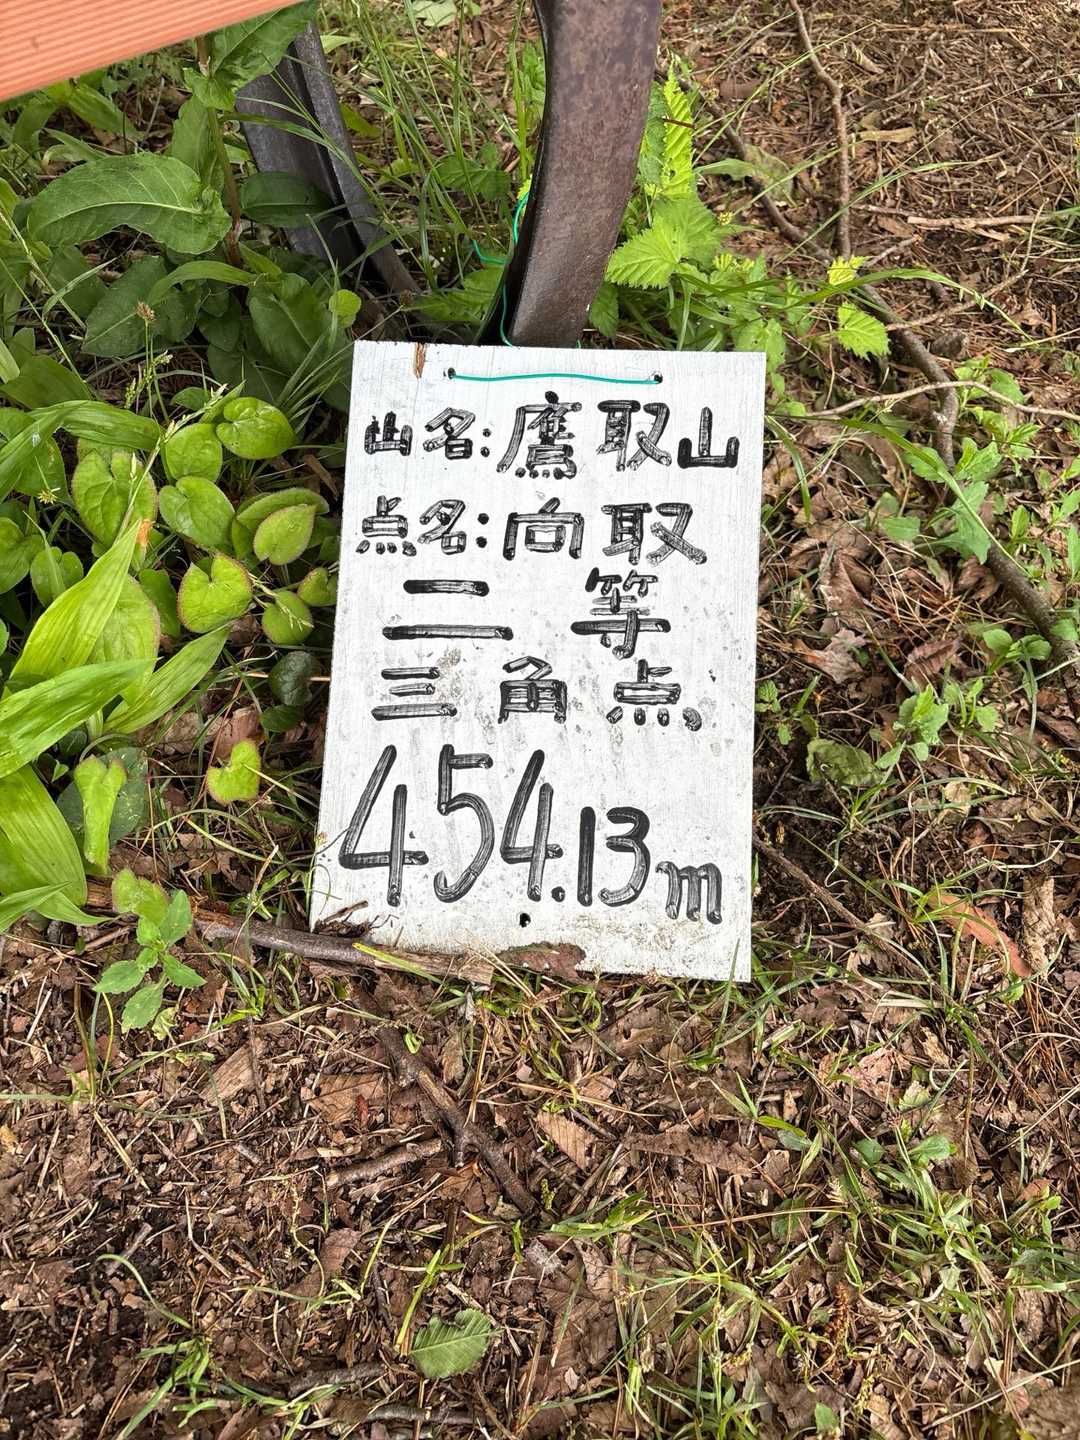 山名:鷹取山
点名:向取
二等
三角点
454.13m